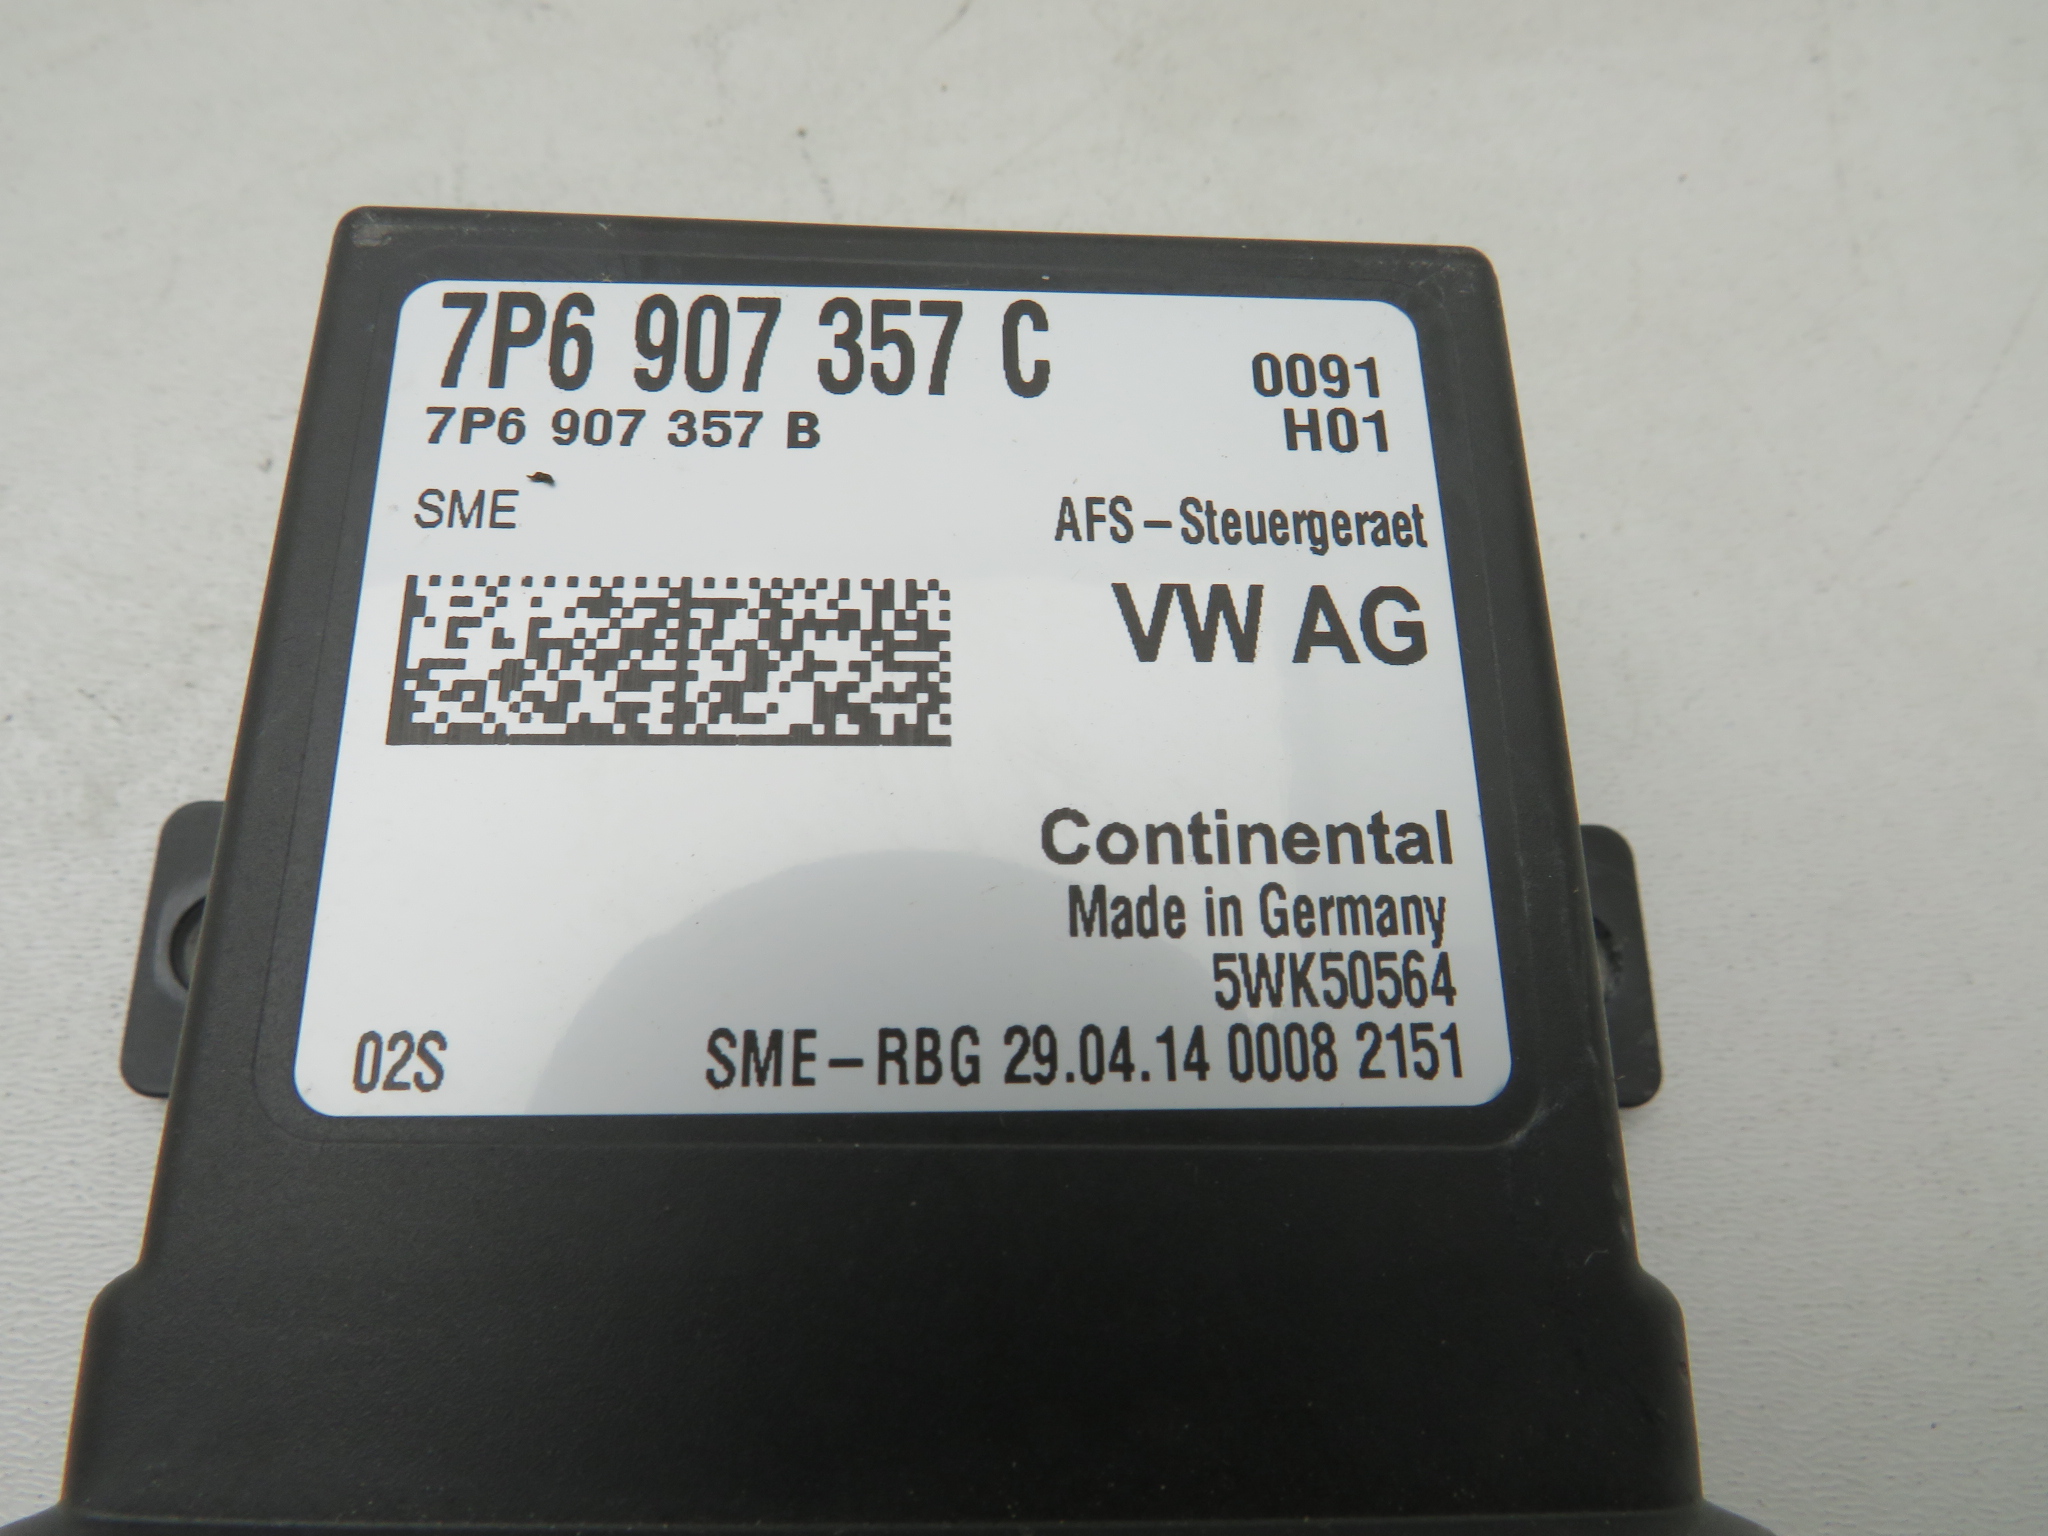 7P6 907 357 C
0091
7P6 907 357 B
H01
SME
AFS-Steuergeraet
VW AG
Continental
Made in Germany
5WK50564
02S
SME-RBG 29.04.14 0008 2151